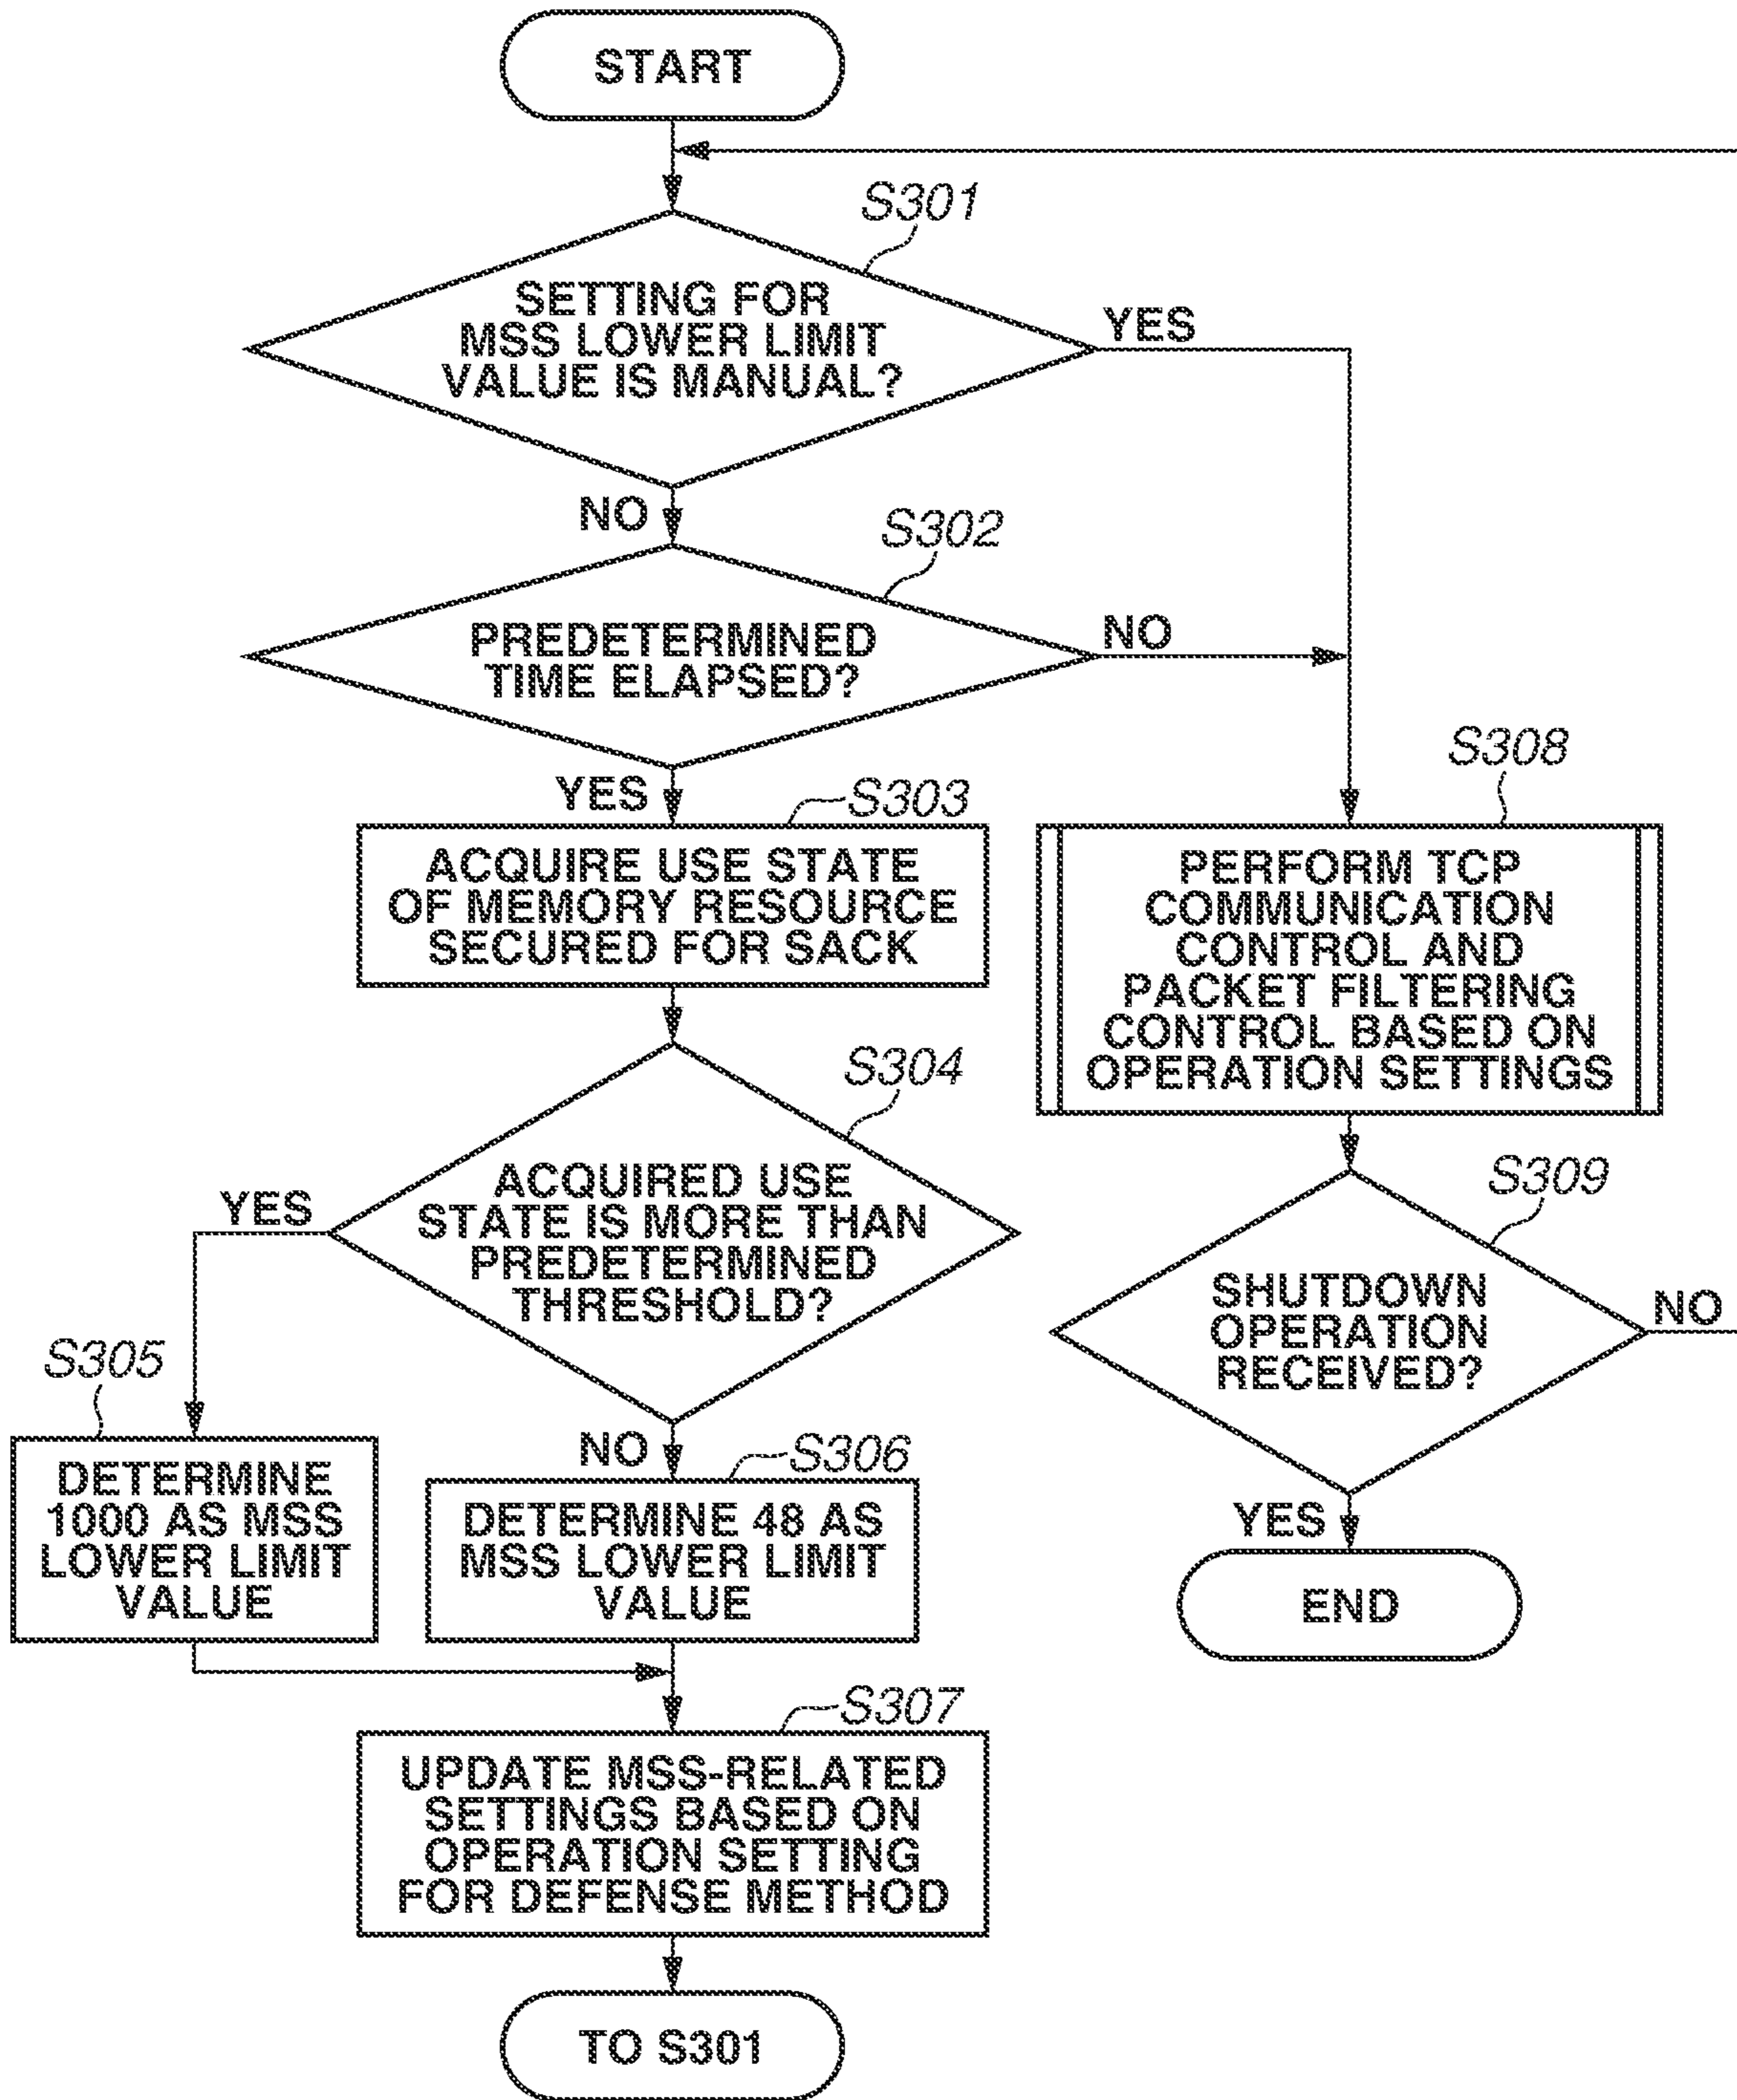 START
S301
SETTING FOR
MSS LOWER LIMIT
VALUE IS MANUAL?
YES
NO
S302
PREDETERMINED
TIME ELAPSED?
NO
YES
S303
ACQUIRE USE STATE
OF MEMORY RESOURCE
SECURED FOR SACK
S308
PERFORM TCP
COMMUNICATION
CONTROL AND
PACKET FILTERING
CONTROL BASED ON
OPERATION SETTINGS
S304
ACQUIRED USE
STATE IS MORE THAN
PREDETERMINED
THRESHOLD?
YES
NO
S309
SHUTDOWN
OPERATION
RECEIVED?
NO
YES
END
S305
DETERMINE
1000 AS MSS
LOWER LIMIT
VALUE
S306
DETERMINE 48 AS
MSS LOWER LIMIT
VALUE
S307
UPDATE MSS-RELATED
SETTINGS BASED ON
OPERATION SETTING
FOR DEFENSE METHOD
TO S301